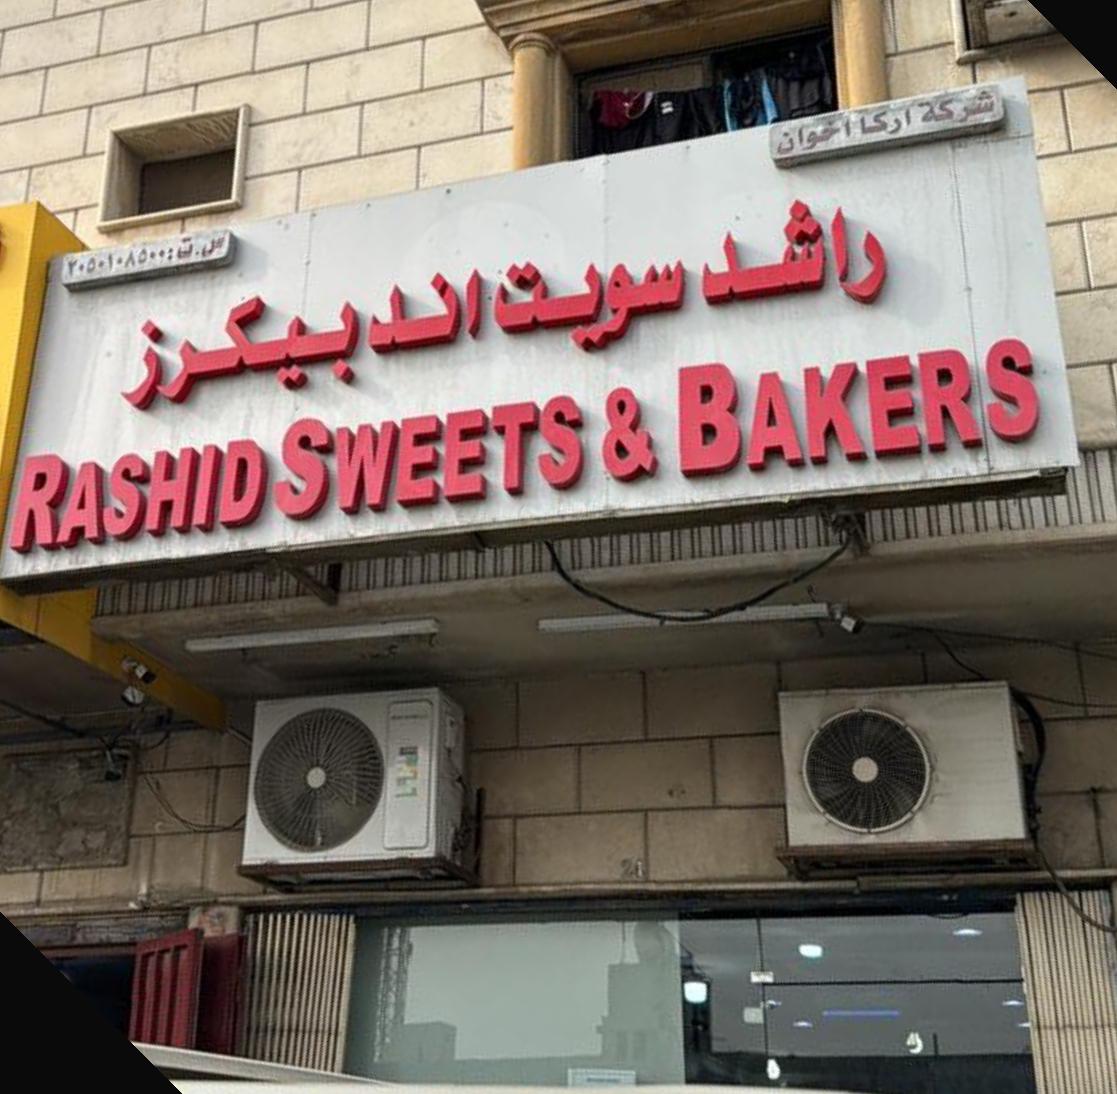 شركة اركا اخوان
س.ت: ٢٠٥٠١٠٨٥٠٠
راشد سويت اند بيكرز
RASHID SWEETS & BAKERS